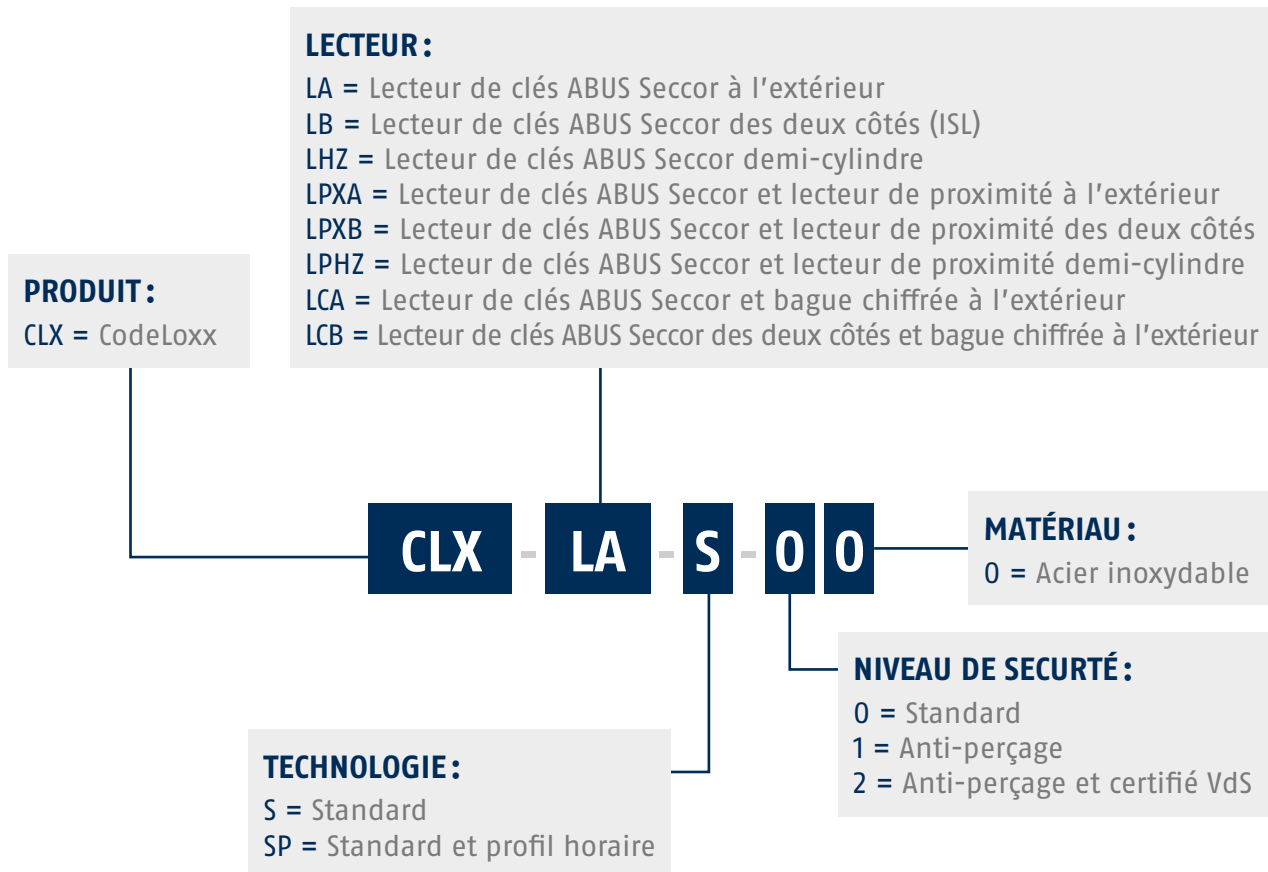 LECTEUR :
LA = Lecteur de clés ABUS Seccor à l'extérieur
LB = Lecteur de clés ABUS Seccor des deux côtés (ISL)
LHZ = Lecteur de clés ABUS Seccor demi-cylindre
LPXA = Lecteur de clés ABUS Seccor et lecteur de proximité à l'extérieur
LPXB = Lecteur de clés ABUS Seccor et lecteur de proximité des deux côtés
LPHZ = Lecteur de clés ABUS Seccor et lecteur de proximité demi-cylindre
LCA = Lecteur de clés ABUS Seccor et bague chiffrée à l'extérieur
LCB = Lecteur de clés ABUS Seccor des deux côtés et bague chiffrée à l'extérieur
PRODUIT :
CLX = CodeLoxx
CLX - LA - S - 0 0
MATÉRIAU :
0 = Acier inoxydable
NIVEAU DE SECURTÉ :
0 = Standard
1 = Anti-perçage
2 = Anti-perçage et certifié VdS
TECHNOLOGIE :
S = Standard
SP = Standard et profil horaire